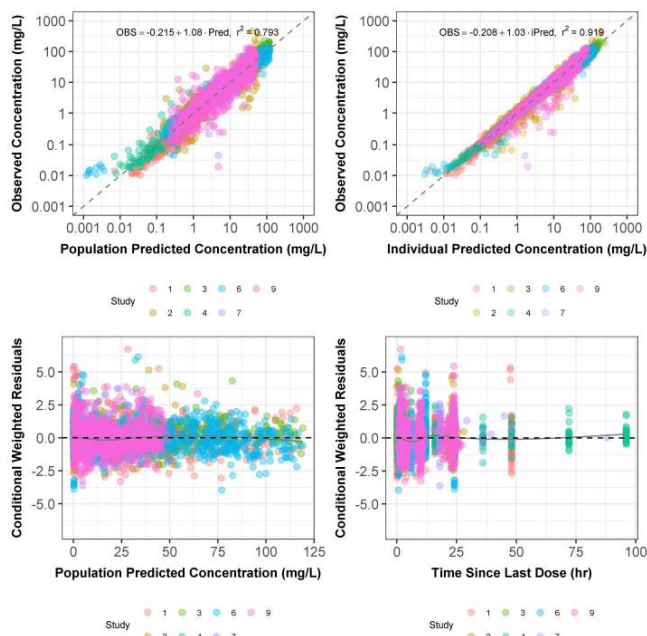 OBS = −0.215 + 1.08 · Pred, r² = 0.793
1000
100
10
1
0.1
0.01
0.001
Observed Concentration (mg/L)
0.001 0.01 0.1 1 10 100 1000
Population Predicted Concentration (mg/L)
Study
1 3 6 9
2 4 7
OBS = −0.208 + 1.03 · iPred, r² = 0.919
1000
100
10
1
0.1
0.01
0.001
Observed Concentration (mg/L)
0.001 0.01 0.1 1 10 100 1000
Individual Predicted Concentration (mg/L)
Study
1 3 6 9
2 4 7
5.0
2.5
0.0
-2.5
-5.0
Conditional Weighted Residuals
0 25 50 75 100 125
Population Predicted Concentration (mg/L)
Study
1 3 6 9
2 4 7
5.0
2.5
0.0
-2.5
-5.0
Conditional Weighted Residuals
0 25 50 75 100
Time Since Last Dose (hr)
Study
1 3 6 9
2 4 7